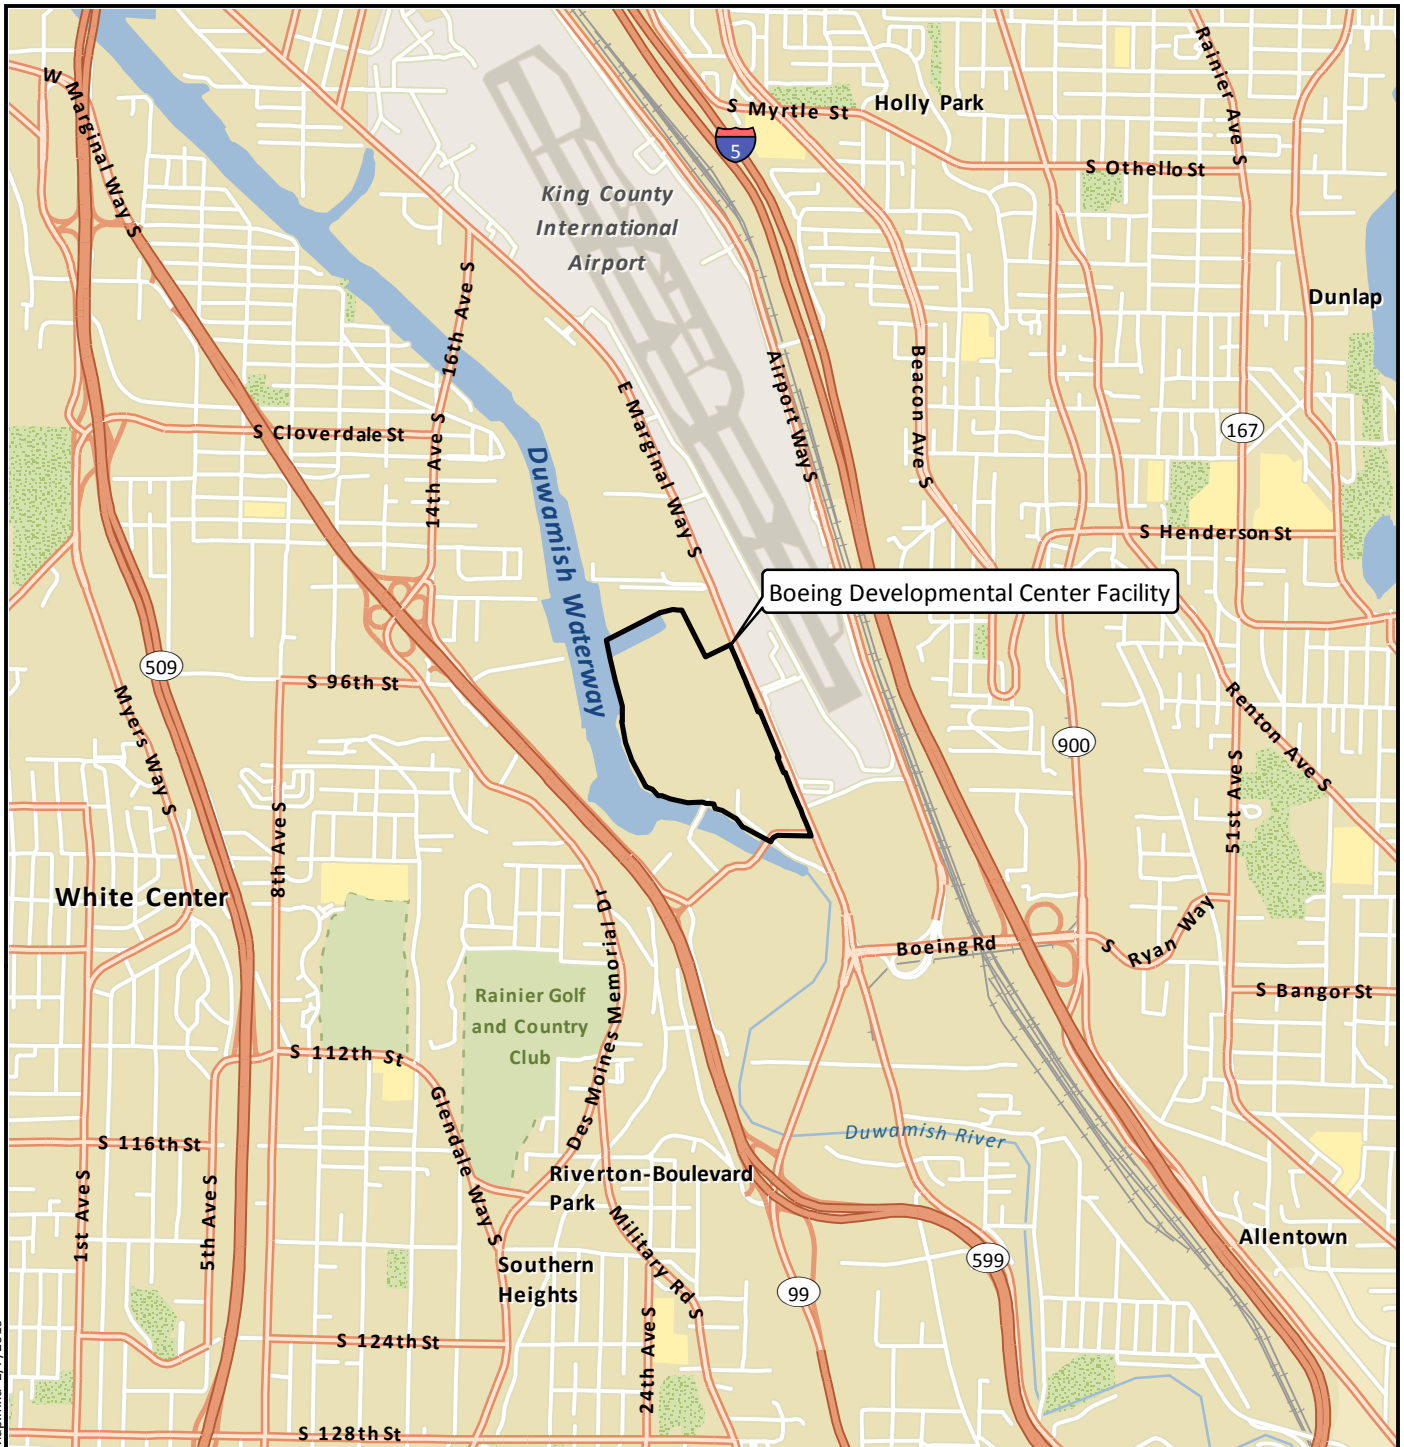 W Marginal Way S
Rainier Ave S
S Myrtle St
Holly Park
5
S Othello St
King County
International
Airport
16th Ave S
Dunlap
Airport Way S
Beacon Ave S
E Marginal Way S
14th Ave S
S Cloverdale St
167
Duwamish Waterway
S Henderson St
Boeing Developmental Center Facility
509
S 96th St
Myers Way S
Renton Ave S
900
51st Ave S
8th Ave S
White Center
Des Moines Memorial Dr
Boeing Rd
S Ryan Way
S Bangor St
Rainier Golf
and Country
Club
S 112th St
Glendale Way S
Duwamish River
S 116th St
Riverton-Boulevard
Park
1st Ave S
5th Ave S
Military Rd S
Allentown
Southern
Heights
599
99
24th Ave S
S 124th St
S 128th St